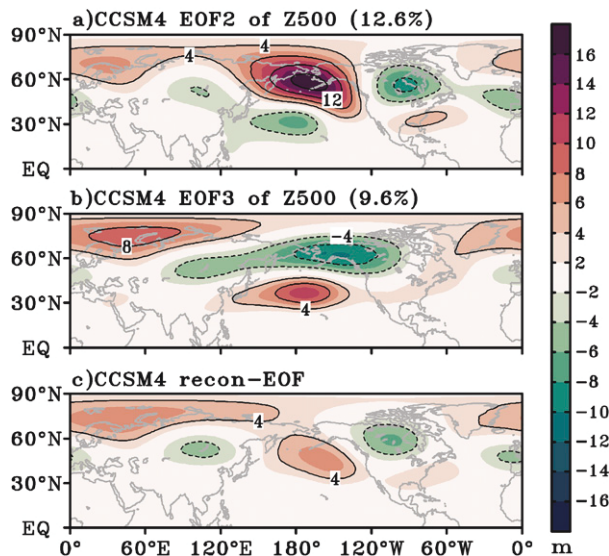 a)CCSM4 EOF2 of Z500 (12.6%)
90°N
60°N
30°N
EQ
4
4
12
b)CCSM4 EOF3 of Z500 (9.6%)
90°N
60°N
30°N
EQ
8
-4
4
c)CCSM4 recon-EOF
90°N
60°N
30°N
EQ
4
4
0°
60°E
120°E
180°
120°W
60°W
0°
16
14
12
10
8
6
4
2
-2
-4
-6
-8
-10
-12
-14
-16
m